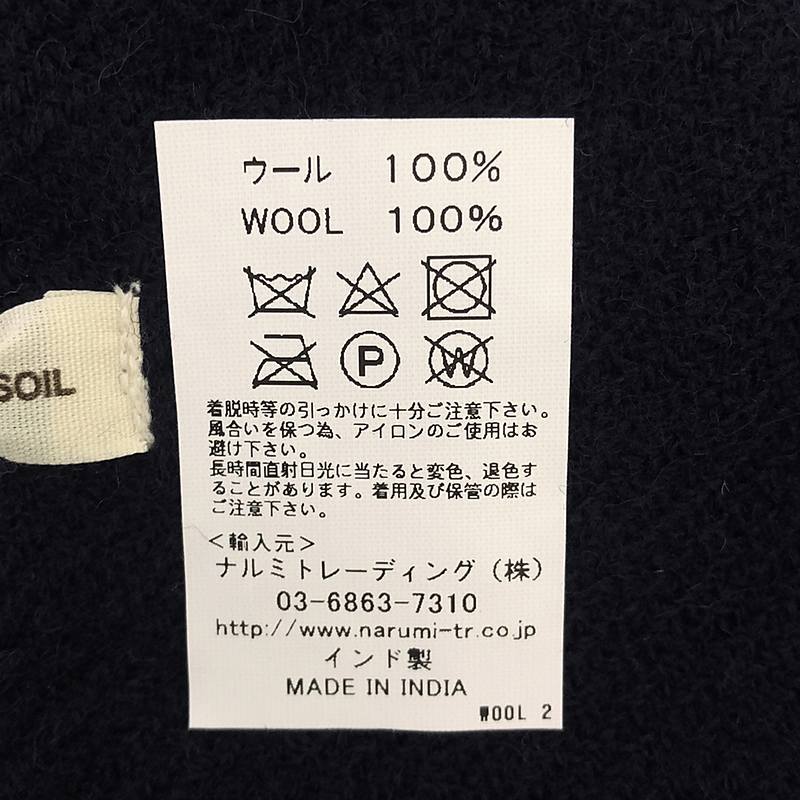 ウール 100%
WOOL 100%
P
W
着脱時等の引っかけに十分ご注意下さい。
風合いを保つ為、アイロンのご使用はお
避け下さい。
長時間直射日光に当たると変色、退色す
ることがあります。着用及び保管の際は
ご注意下さい。
<輸入元>
ナルミトレーディング(株)
03-6863-7310
http://www.narumi-tr.co.jp
インド製
MADE IN INDIA
WOOL 2
SOIL